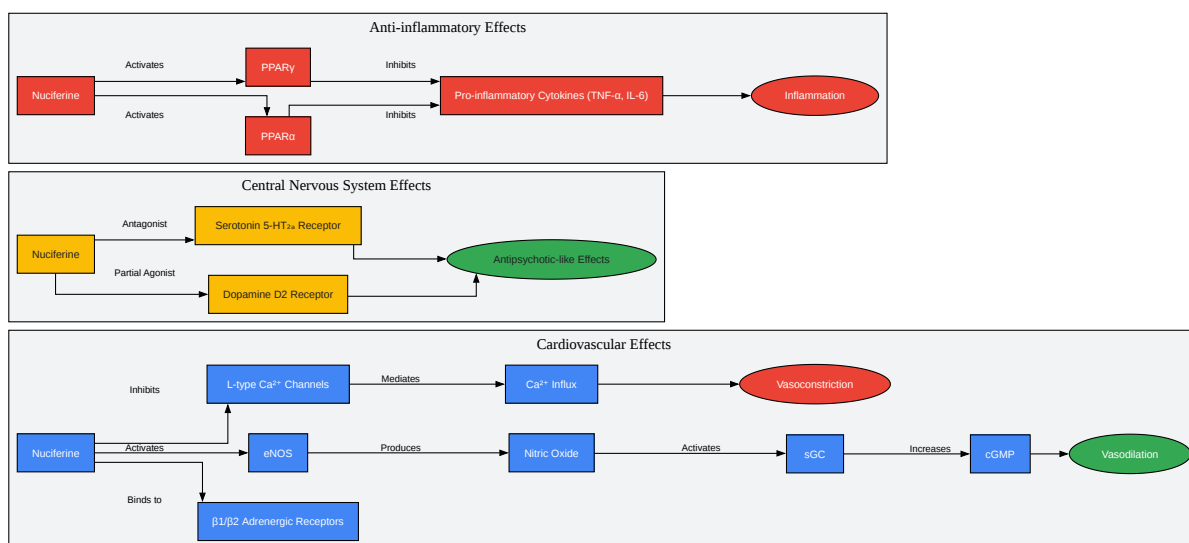 Anti-inflammatory Effects
Nuciferine
Activates
PPARγ
Inhibits
Activates
PPARα
Inhibits
Pro-inflammatory Cytokines (TNF-α, IL-6)
Inflammation
Central Nervous System Effects
Nuciferine
Antagonist
Serotonin 5-HT₂ₐ Receptor
Partial Agonist
Dopamine D2 Receptor
Antipsychotic-like Effects
Cardiovascular Effects
Nuciferine
Inhibits
L-type Ca²⁺ Channels
Mediates
Ca²⁺ Influx
Vasoconstriction
Activates
eNOS
Produces
Nitric Oxide
Activates
sGC
Increases
cGMP
Vasodilation
Binds to
β1/β2 Adrenergic Receptors